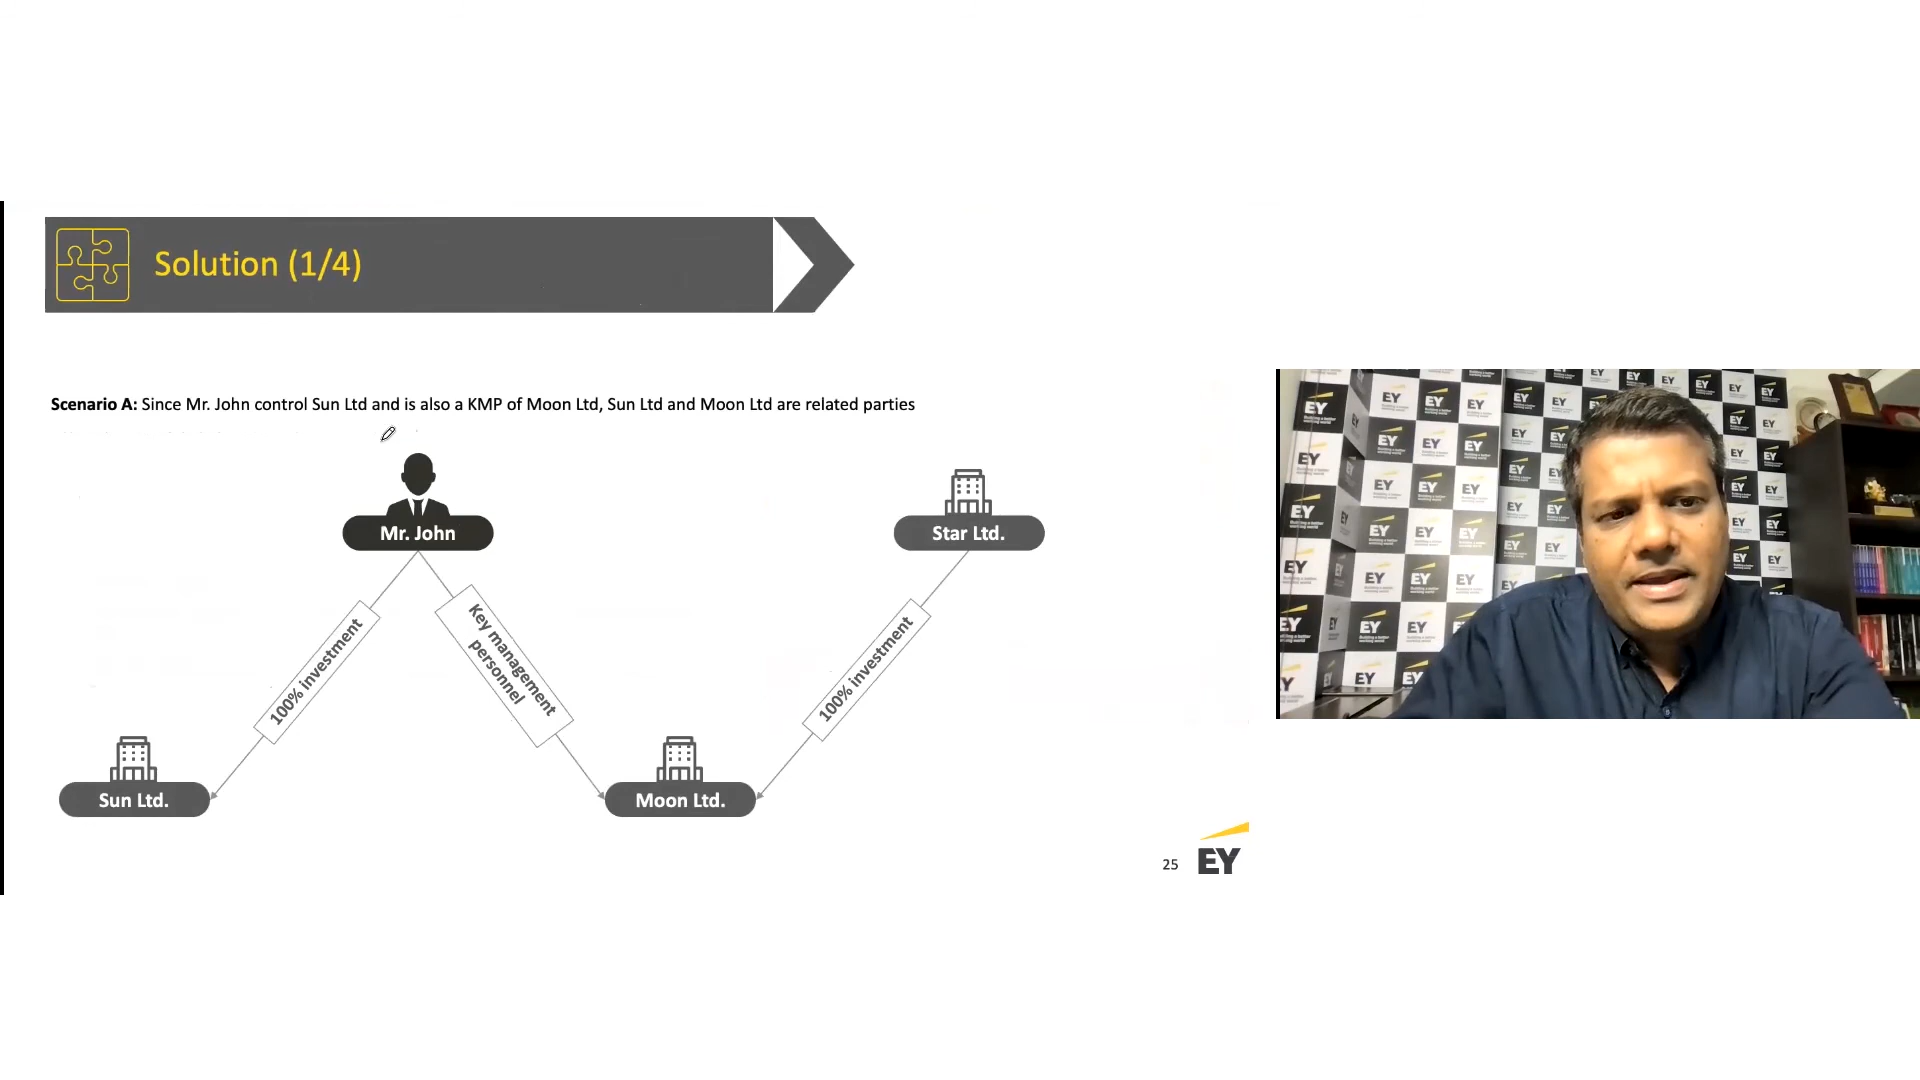 Solution (1/4)
Scenario A: Since Mr. John control Sun Ltd and is also a KMP of Moon Ltd, Sun Ltd and Moon Ltd are related parties
Mr. John
Star Ltd.
100% investment
Key management
personnel
100% investment
Sun Ltd.
Moon Ltd.
25
EY
EY